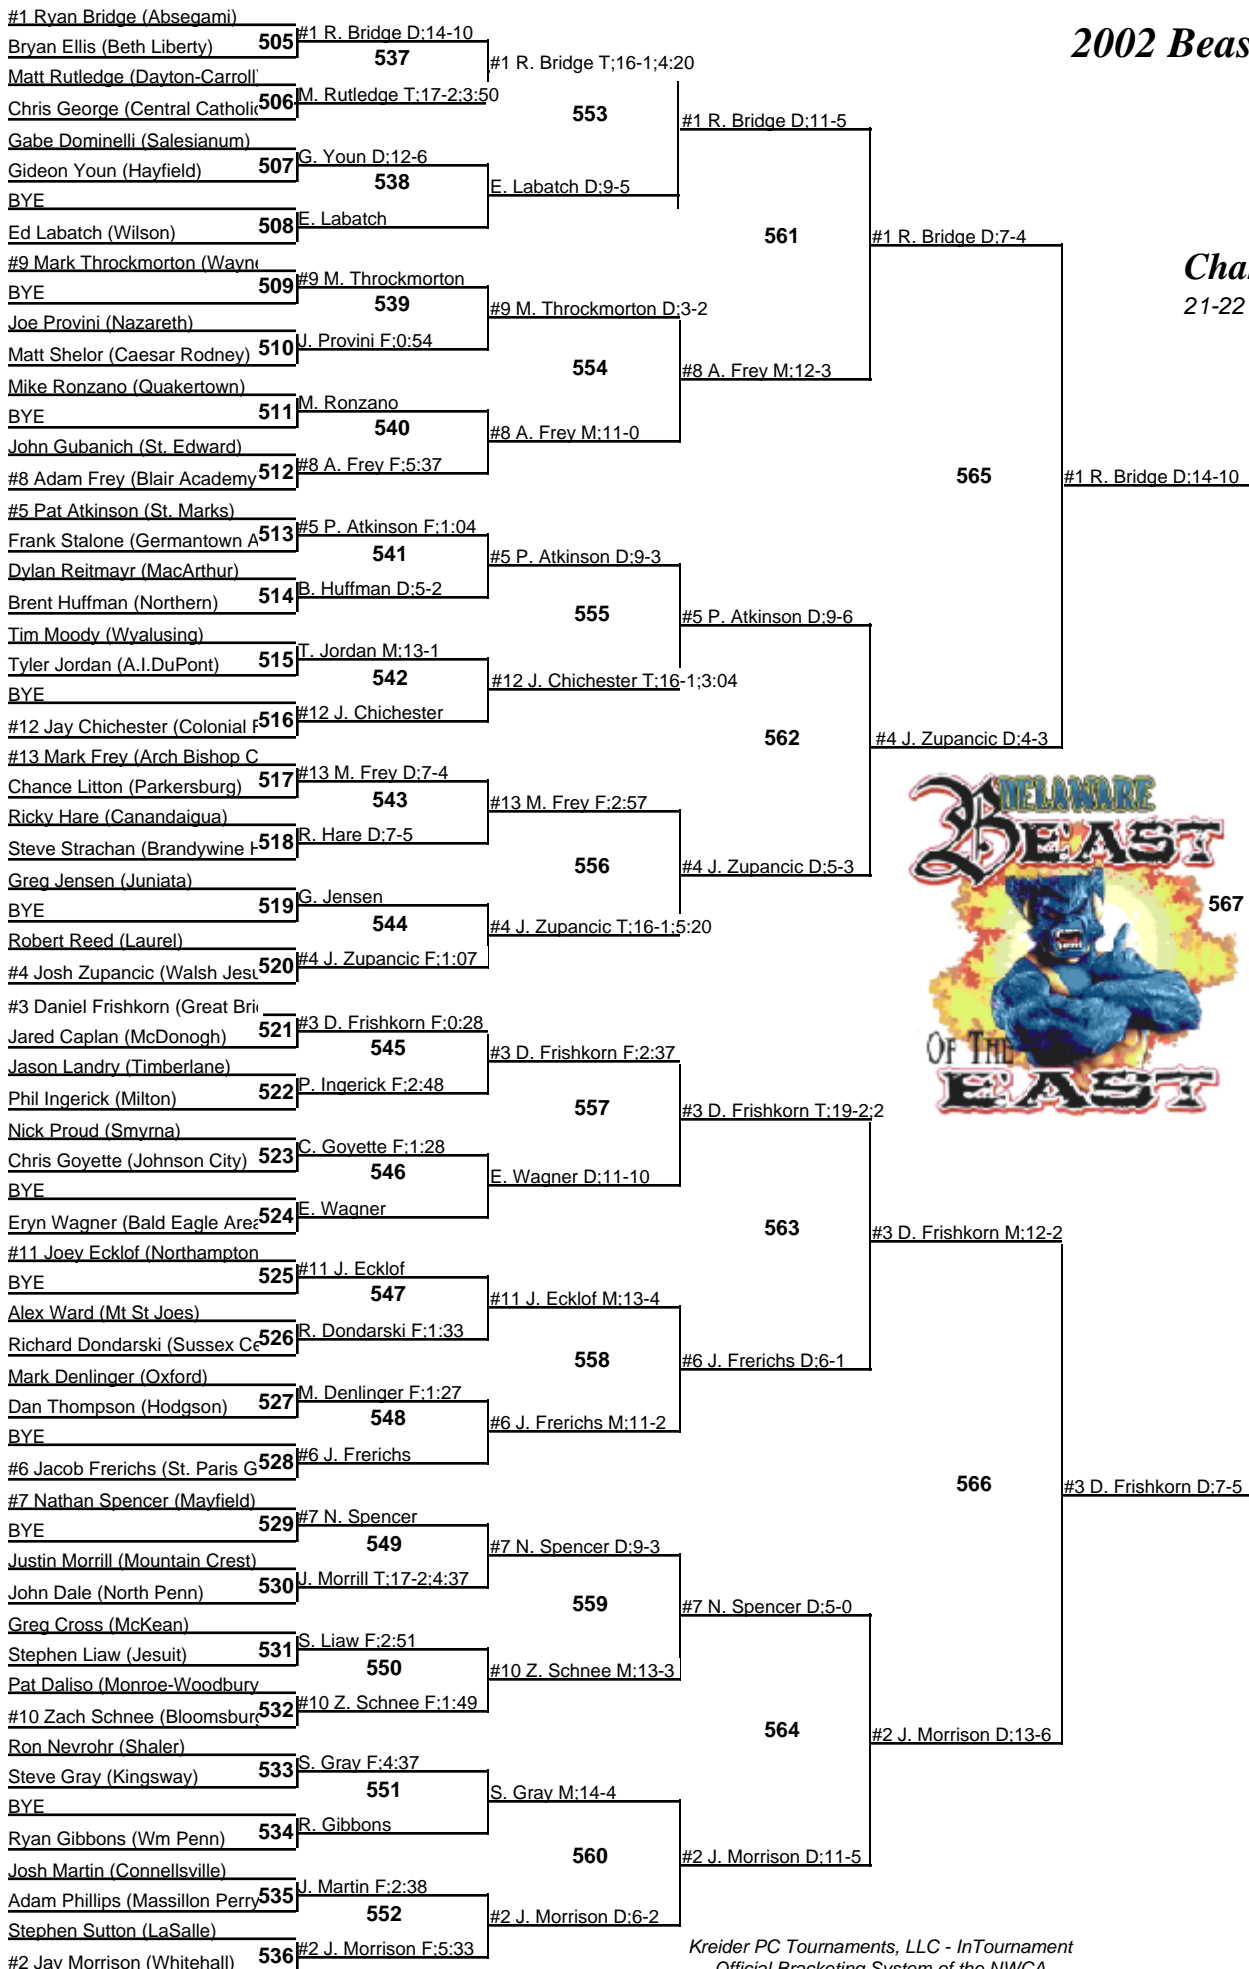 2002 Beas
Cha
21-22
#1 Ryan Bridge (Absegami)
Bryan Ellis (Beth Liberty)
505
Matt Rutledge (Dayton-Carroll)
Chris George (Central Catholic
506
Gabe Dominelli (Salesianum)
Gideon Youn (Hayfield)
507
BYE
Ed Labatch (Wilson)
508
#9 Mark Throckmorton (Wayne
BYE
509
Joe Provini (Nazareth)
Matt Shelor (Caesar Rodney)
510
Mike Ronzano (Quakertown)
BYE
511
John Gubanich (St. Edward)
#8 Adam Frey (Blair Academy
512
#5 Pat Atkinson (St. Marks)
Frank Stalone (Germantown A
513
Dylan Reitmayr (MacArthur)
Brent Huffman (Northern)
514
Tim Moody (Wyalusing)
Tyler Jordan (A.I.DuPont)
515
BYE
#12 Jay Chichester (Colonial F
516
#13 Mark Frey (Arch Bishop C
Chance Litton (Parkersburg)
517
Ricky Hare (Canandaigua)
Steve Strachan (Brandywine H
518
Greg Jensen (Juniata)
BYE
519
Robert Reed (Laurel)
#4 Josh Zupancic (Walsh Jesu
520
#3 Daniel Frishkorn (Great Bri
Jared Caplan (McDonogh)
521
Jason Landry (Timberlane)
Phil Ingerick (Milton)
522
Nick Proud (Smyrna)
Chris Goyette (Johnson City)
523
BYE
Eryn Wagner (Bald Eagle Area
524
#11 Joey Ecklof (Northampton
BYE
525
Alex Ward (Mt St Joes)
Richard Dondarski (Sussex Ce
526
Mark Denlinger (Oxford)
Dan Thompson (Hodgson)
527
BYE
#6 Jacob Frerichs (St. Paris G
528
#7 Nathan Spencer (Mayfield)
BYE
529
Justin Morrill (Mountain Crest)
John Dale (North Penn)
530
Greg Cross (McKean)
Stephen Liaw (Jesuit)
531
Pat Daliso (Monroe-Woodbury
#10 Zach Schnee (Bloomsburg
532
Ron Nevrohr (Shaler)
Steve Gray (Kingsway)
533
BYE
Ryan Gibbons (Wm Penn)
534
Josh Martin (Connellsville)
Adam Phillips (Massillon Perry
535
Stephen Sutton (LaSalle)
#2 Jay Morrison (Whitehall)
536
#1 R. Bridge D;14-10
537
M. Rutledge T;17-2;3:50
G. Youn D;12-6
538
E. Labatch
#9 M. Throckmorton
539
J. Provini F;0:54
M. Ronzano
540
#8 A. Frey F;5:37
#5 P. Atkinson F;1:04
541
B. Huffman D;5-2
T. Jordan M;13-1
542
#12 J. Chichester
#13 M. Frey D;7-4
543
R. Hare D;7-5
G. Jensen
544
#4 J. Zupancic F;1:07
#3 D. Frishkorn F;0:28
545
P. Ingerick F;2:48
C. Goyette F;1:28
546
E. Wagner
#11 J. Ecklof
547
R. Dondarski F;1:33
M. Denlinger F;1:27
548
#6 J. Frerichs
#7 N. Spencer
549
J. Morrill T;17-2;4:37
S. Liaw F;2:51
550
#10 Z. Schnee F;1:49
S. Gray F;4:37
551
R. Gibbons
J. Martin F;2:38
552
#2 J. Morrison F;5:33
#1 R. Bridge T;16-1;4:20
553
E. Labatch D;9-5
#9 M. Throckmorton D;3-2
554
#8 A. Frey M;11-0
#5 P. Atkinson D;9-3
555
#12 J. Chichester T;16-1;3:04
#13 M. Frey F;2:57
556
#4 J. Zupancic T;16-1;5:20
#3 D. Frishkorn F;2:37
557
E. Wagner D;11-10
#11 J. Ecklof M;13-4
558
#6 J. Frerichs M;11-2
#7 N. Spencer D;9-3
559
#10 Z. Schnee M;13-3
S. Gray M;14-4
560
#2 J. Morrison D;6-2
#1 R. Bridge D;11-5
561
#8 A. Frey M;12-3
#5 P. Atkinson D;9-6
562
#4 J. Zupancic D;5-3
#3 D. Frishkorn T;19-2;2
563
#6 J. Frerichs D;6-1
#7 N. Spencer D;5-0
564
#2 J. Morrison D;11-5
#1 R. Bridge D;7-4
565
#4 J. Zupancic D;4-3
#3 D. Frishkorn M;12-2
566
#2 J. Morrison D;13-6
#1 R. Bridge D;14-10
567
#3 D. Frishkorn D;7-5
DELAWARE
BEAST
OF THE
EAST
Kreider PC Tournaments, LLC - InTournament
Official Bracketing System of the NWCA